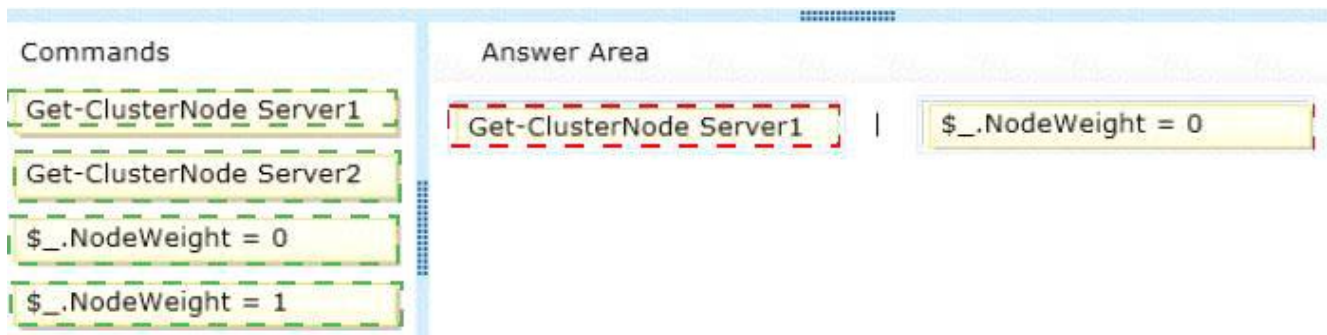 Commands
Get-ClusterNode Server1
Get-ClusterNode Server2
$_.NodeWeight = 0
$_.NodeWeight = 1
Answer Area
Get-ClusterNode Server1 | $_.NodeWeight = 0